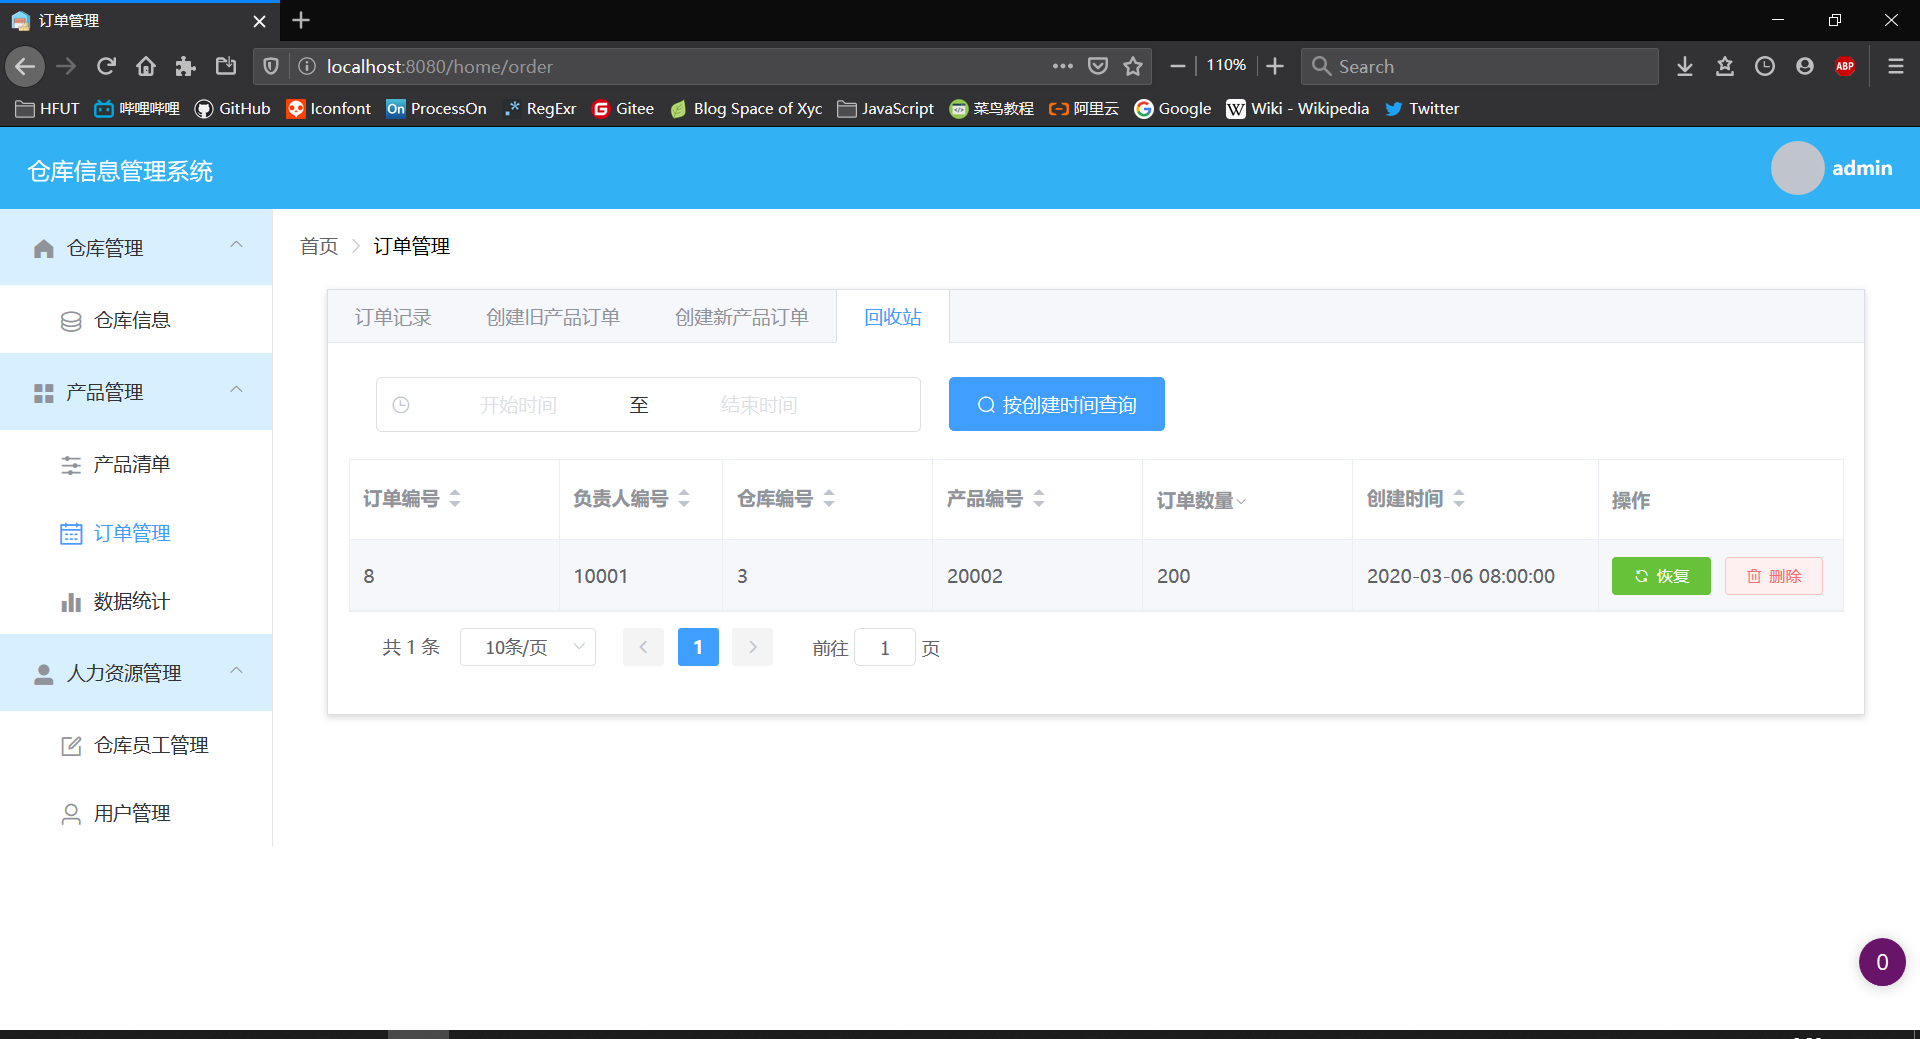 订单管理
localhost:8080/home/order
110%
Search
ABP
HFUT
哔哩哔哩
GitHub
Iconfont
On ProcessOn
RegExr
G Gitee
Blog Space of Xyc
JavaScript
菜鸟教程
阿里云
Google
W Wiki - Wikipedia
Twitter
仓库信息管理系统
admin
仓库管理
仓库信息
产品管理
产品清单
订单管理
数据统计
人力资源管理
仓库员工管理
用户管理
首页 > 订单管理
订单记录 创建旧产品订单 创建新产品订单 回收站
开始时间 至 结束时间 按创建时间查询
订单编号 负责人编号 仓库编号 产品编号 订单数量 创建时间 操作
8 10001 3 20002 200 2020-03-06 08:00:00 恢复 删除
共 1 条 10条/页 < 1 > 前往 1 页
0